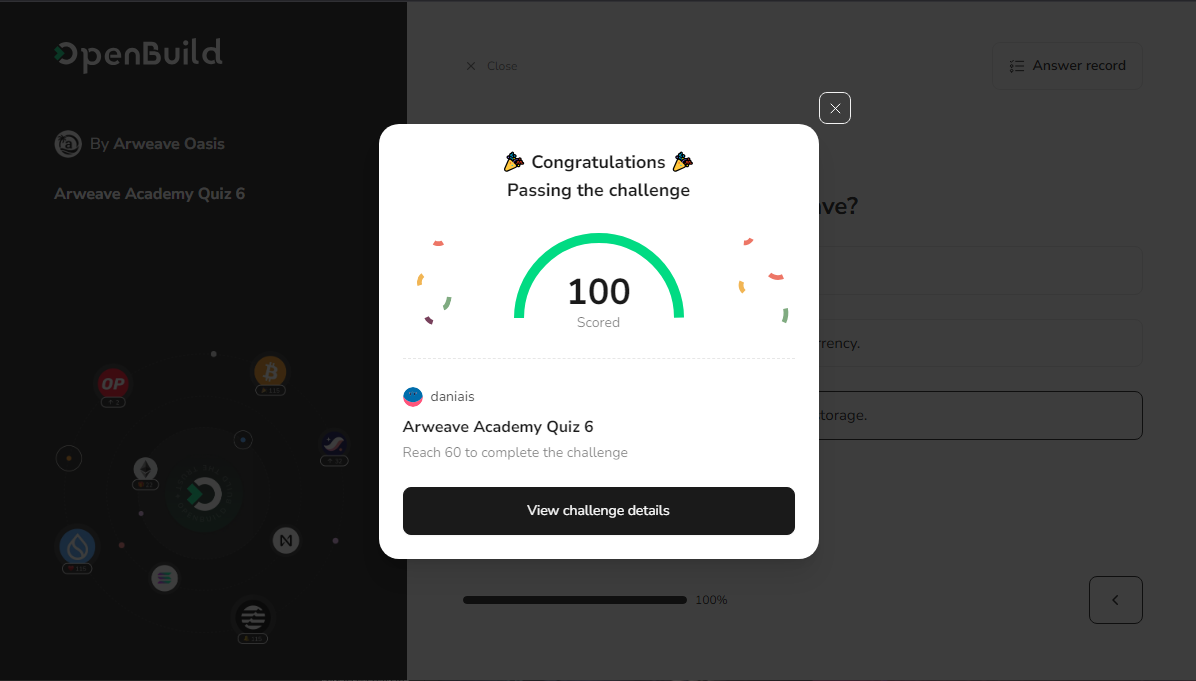 OpenBuild
By Arweave Oasis
Arweave Academy Quiz 6
OP
Close
Answer record
ave?
rrency.
torage.
Congratulations
Passing the challenge
100
Scored
daniais
Arweave Academy Quiz 6
Reach 60 to complete the challenge
View challenge details
100%